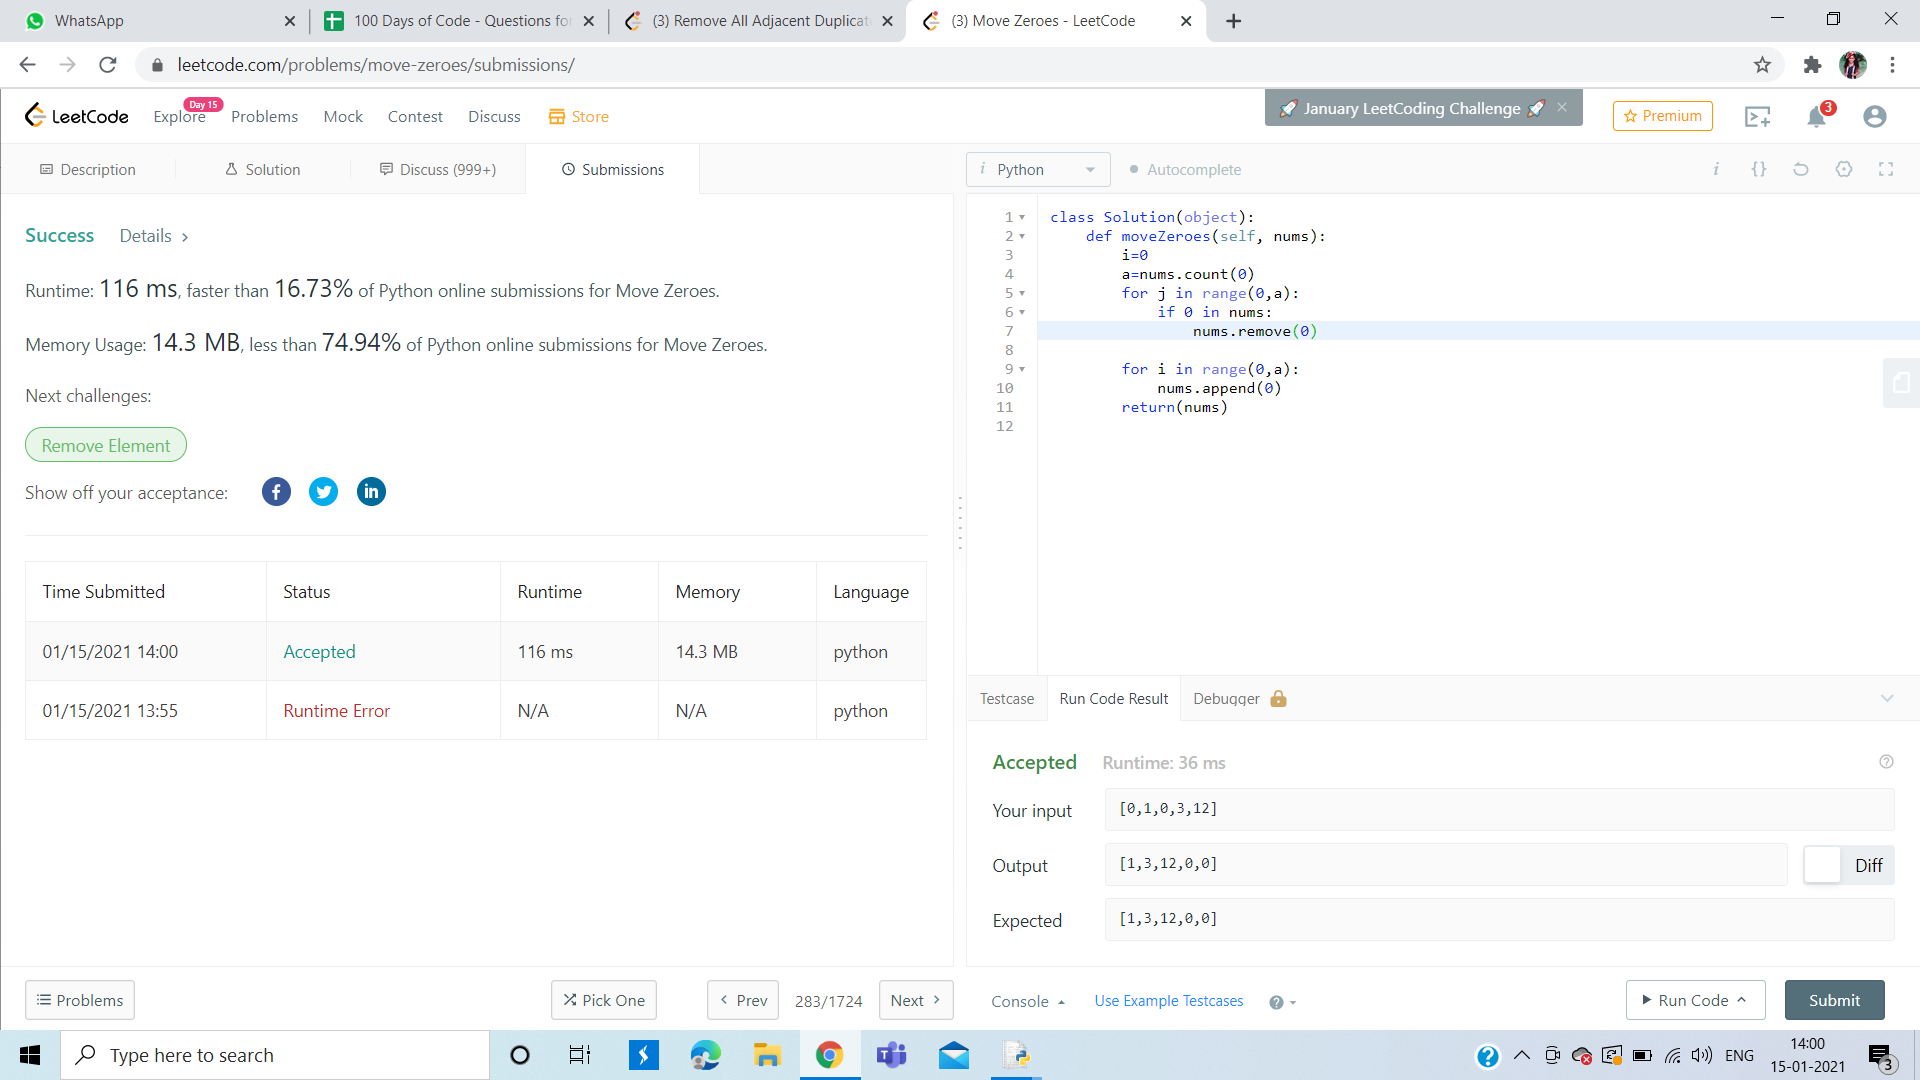 WhatsApp
100 Days of Code - Questions for
(3) Remove All Adjacent Duplicat
(3) Move Zeroes - LeetCode
leetcode.com/problems/move-zeroes/submissions/
LeetCode
Explore
Day 15
Problems
Mock
Contest
Discuss
Store
🚀 January LeetCoding Challenge 🚀
Premium
3
Description
Solution
Discuss (999+)
Submissions
i Python
Autocomplete
Success
Details >
Runtime: 116 ms, faster than 16.73% of Python online submissions for Move Zeroes.
Memory Usage: 14.3 MB, less than 74.94% of Python online submissions for Move Zeroes.
Next challenges:
Remove Element
Show off your acceptance:
Time Submitted Status Runtime Memory Language
01/15/2021 14:00 Accepted 116 ms 14.3 MB python
01/15/2021 13:55 Runtime Error N/A N/A python
1 class Solution(object):
2 def moveZeroes(self, nums):
3 i=0
4 a=nums.count(0)
5 for j in range(0,a):
6 if 0 in nums:
7 nums.remove(0)
8
9 for i in range(0,a):
10 nums.append(0)
11 return(nums)
12
Testcase
Run Code Result
Debugger
Accepted Runtime: 36 ms
Your input [0,1,0,3,12]
Output [1,3,12,0,0]
Diff
Expected [1,3,12,0,0]
Problems
Pick One
< Prev
283/1724
Next >
Console
Use Example Testcases
Run Code
Submit
Type here to search
ENG
14:00
15-01-2021
3